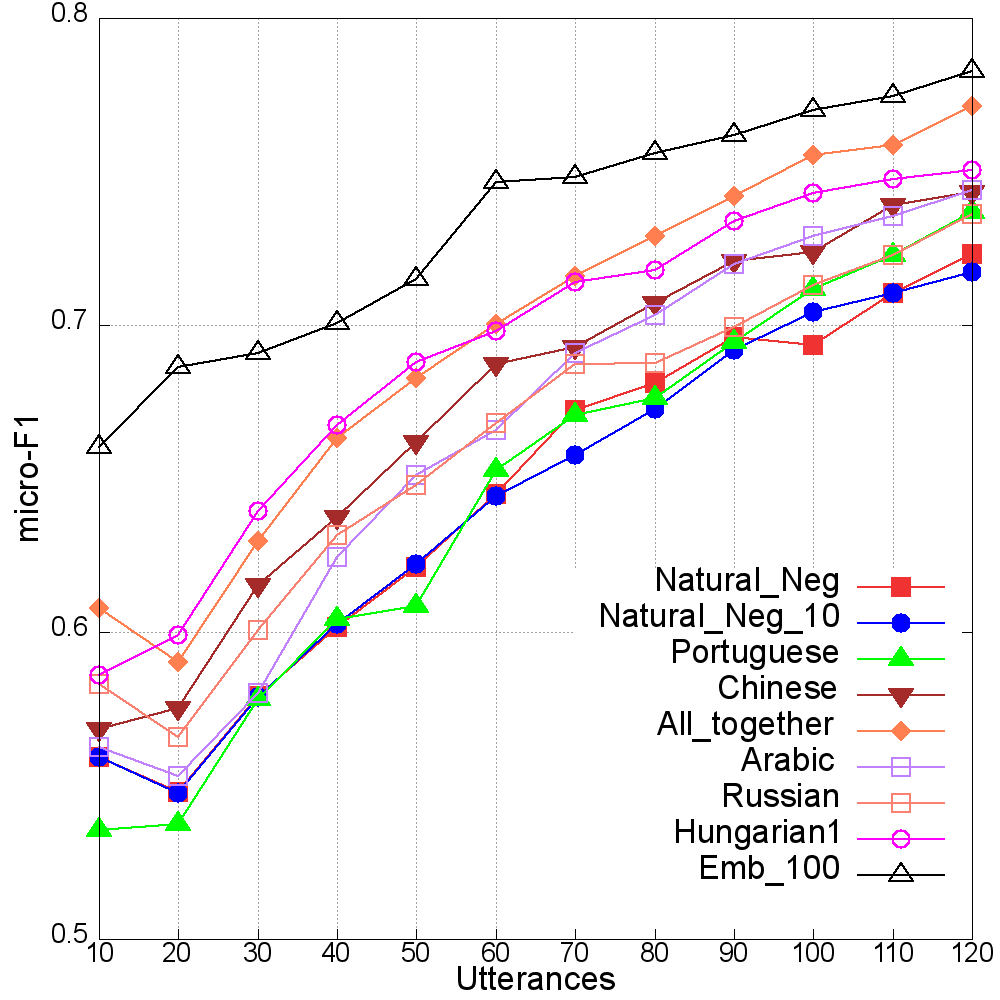 0.8
0.7
0.6
0.5
micro-F1
Natural_Neg
Natural_Neg_10
Portuguese
Chinese
All_together
Arabic
Russian
Hungarian1
Emb_100
10 20 30 40 50 60 70 80 90 100 110 120
Utterances